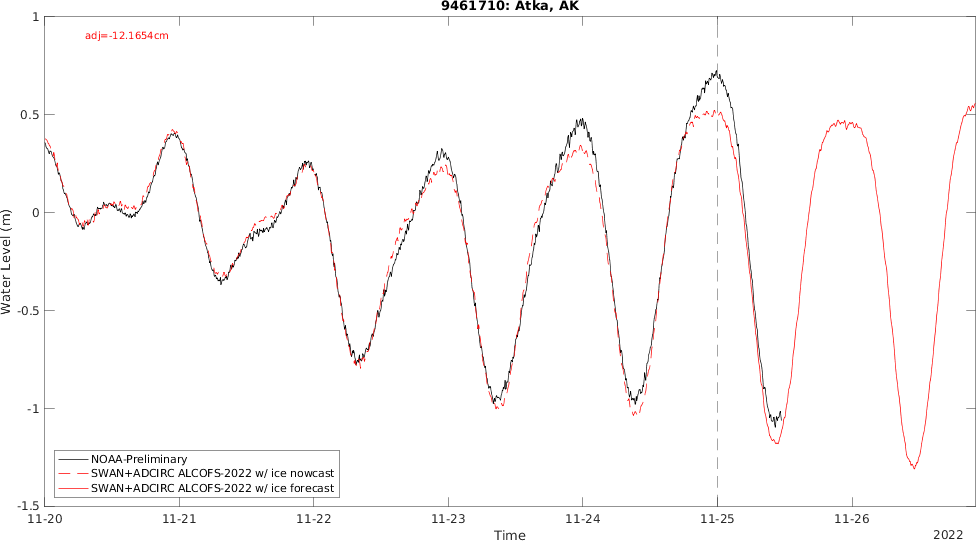 9461710: Atka, AK
adj=-12.1654cm
1
0.5
0
-0.5
-1
-1.5
Water Level (m)
NOAA-Preliminary
SWAN+ADCIRC ALCOFS-2022 w/ ice nowcast
SWAN+ADCIRC ALCOFS-2022 w/ ice forecast
11-20 11-21 11-22 11-23 11-24 11-25 11-26
Time
2022